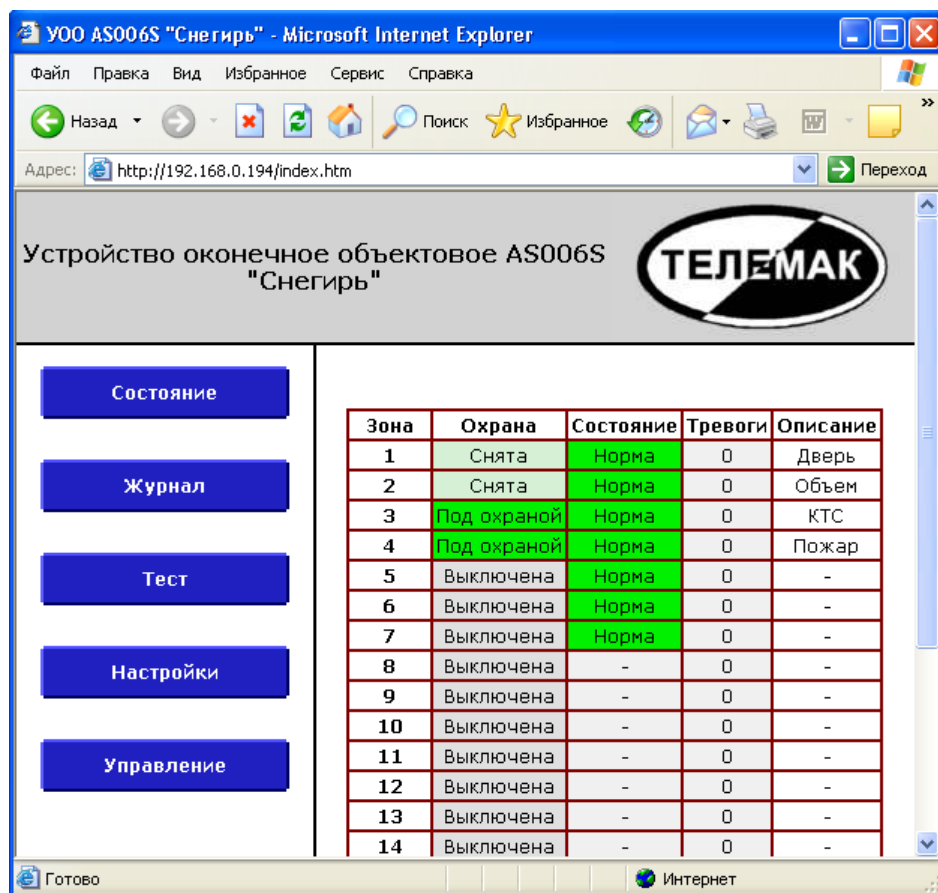 УОО AS006S "Снегирь" - Microsoft Internet Explorer
Файл Правка Вид Избранное Сервис Справка
Назад Поиск Избранное »
Адрес: http://192.168.0.194/index.htm Переход
Устройство оконечное объектовое AS006S
"Снегирь"
ТЕЛЕМАК
Состояние
Журнал
Тест
Настройки
Управление
Зона Охрана Состояние Тревоги Описание
1 Снята Норма 0 Дверь
2 Снята Норма 0 Объем
3 Под охраной Норма 0 КТС
4 Под охраной Норма 0 Пожар
5 Выключена Норма 0 -
6 Выключена Норма 0 -
7 Выключена Норма 0 -
8 Выключена - 0 -
9 Выключена - 0 -
10 Выключена - 0 -
11 Выключена - 0 -
12 Выключена - 0 -
13 Выключена - 0 -
14 Выключена - 0 -
Готово Интернет